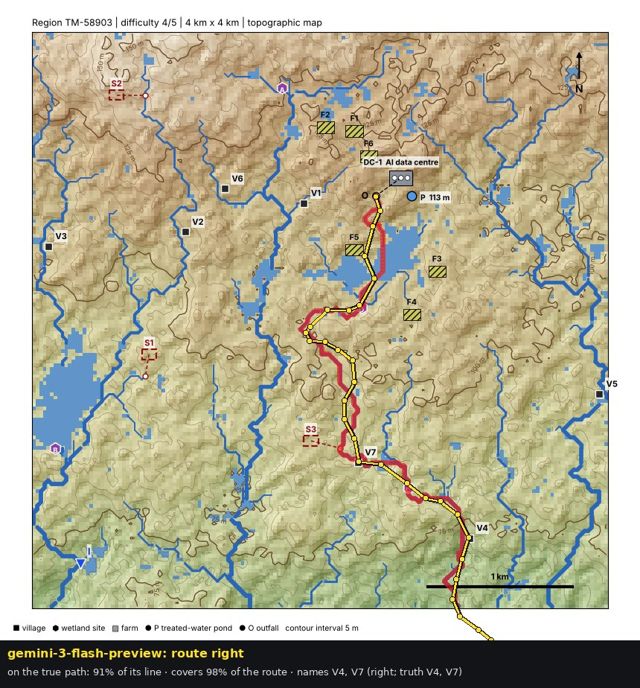 Region TM-58903 | difficulty 4/5 | 4 km x 4 km | topographic map
S2
N
F2
F1
F6
DC-1 AI data centre
V6
V1
O
P 113 m
V2
V3
F5
F3
F4
S1
V5
S3
V7
V4
I
1 km
village
wetland site
farm
P treated-water pond
O outfall
contour interval 5 m
gemini-3-flash-preview: route right
on the true path: 91% of its line · covers 98% of the route · names V4, V7 (right; truth V4, V7)